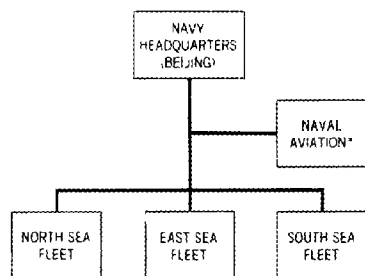 NAVY
HEADQUARTERS
(BEIJING)
NAVAL
AVIATION*
NORTH SEA
FLEET
EAST SEA
FLEET
SOUTH SEA
FLEET